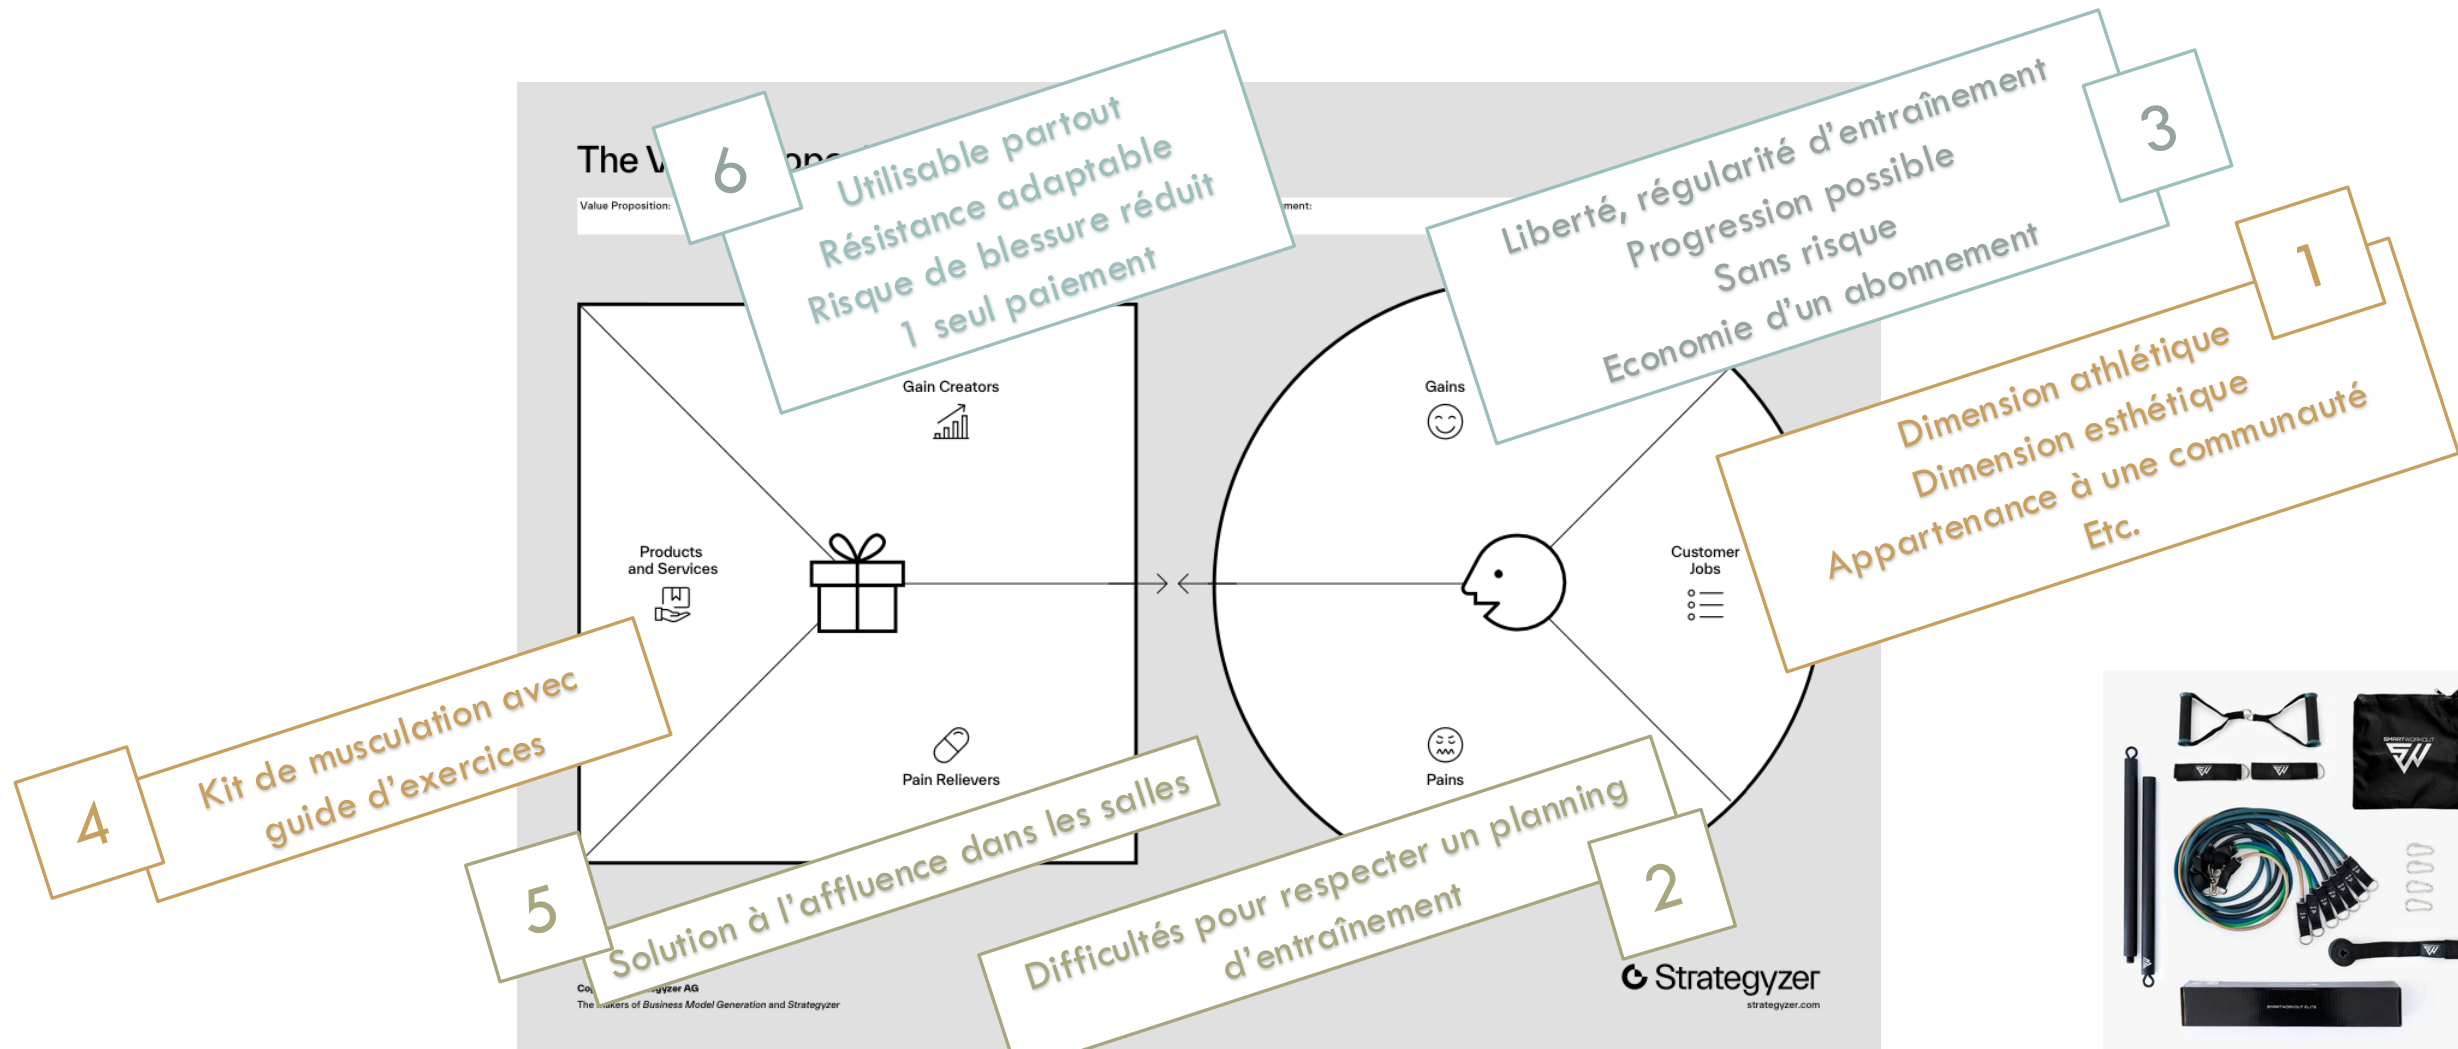 6
Utilisable partout
Résistance adaptable
Risque de blessure réduit
1 seul paiement
3
Liberté, régularité d'entraînement
Progression possible
Sans risque
Economie d'un abonnement
1
Dimension athlétique
Dimension esthétique
Appartenance à une communauté
Etc.
The
Value Proposition:
Gain Creators
Gains
Products
and Services
Customer
Jobs
Pain Relievers
Pains
4
Kit de musculation avec
guide d'exercices
5
Solution à l'affluence dans les salles
2
Difficultés pour respecter un planning
d'entraînement
AG
The Makers of Business Model Generation and Strategyzer
Strategyzer
strategyzer.com
SMARTWORKOUT
SMARTWORKOUT ELITE